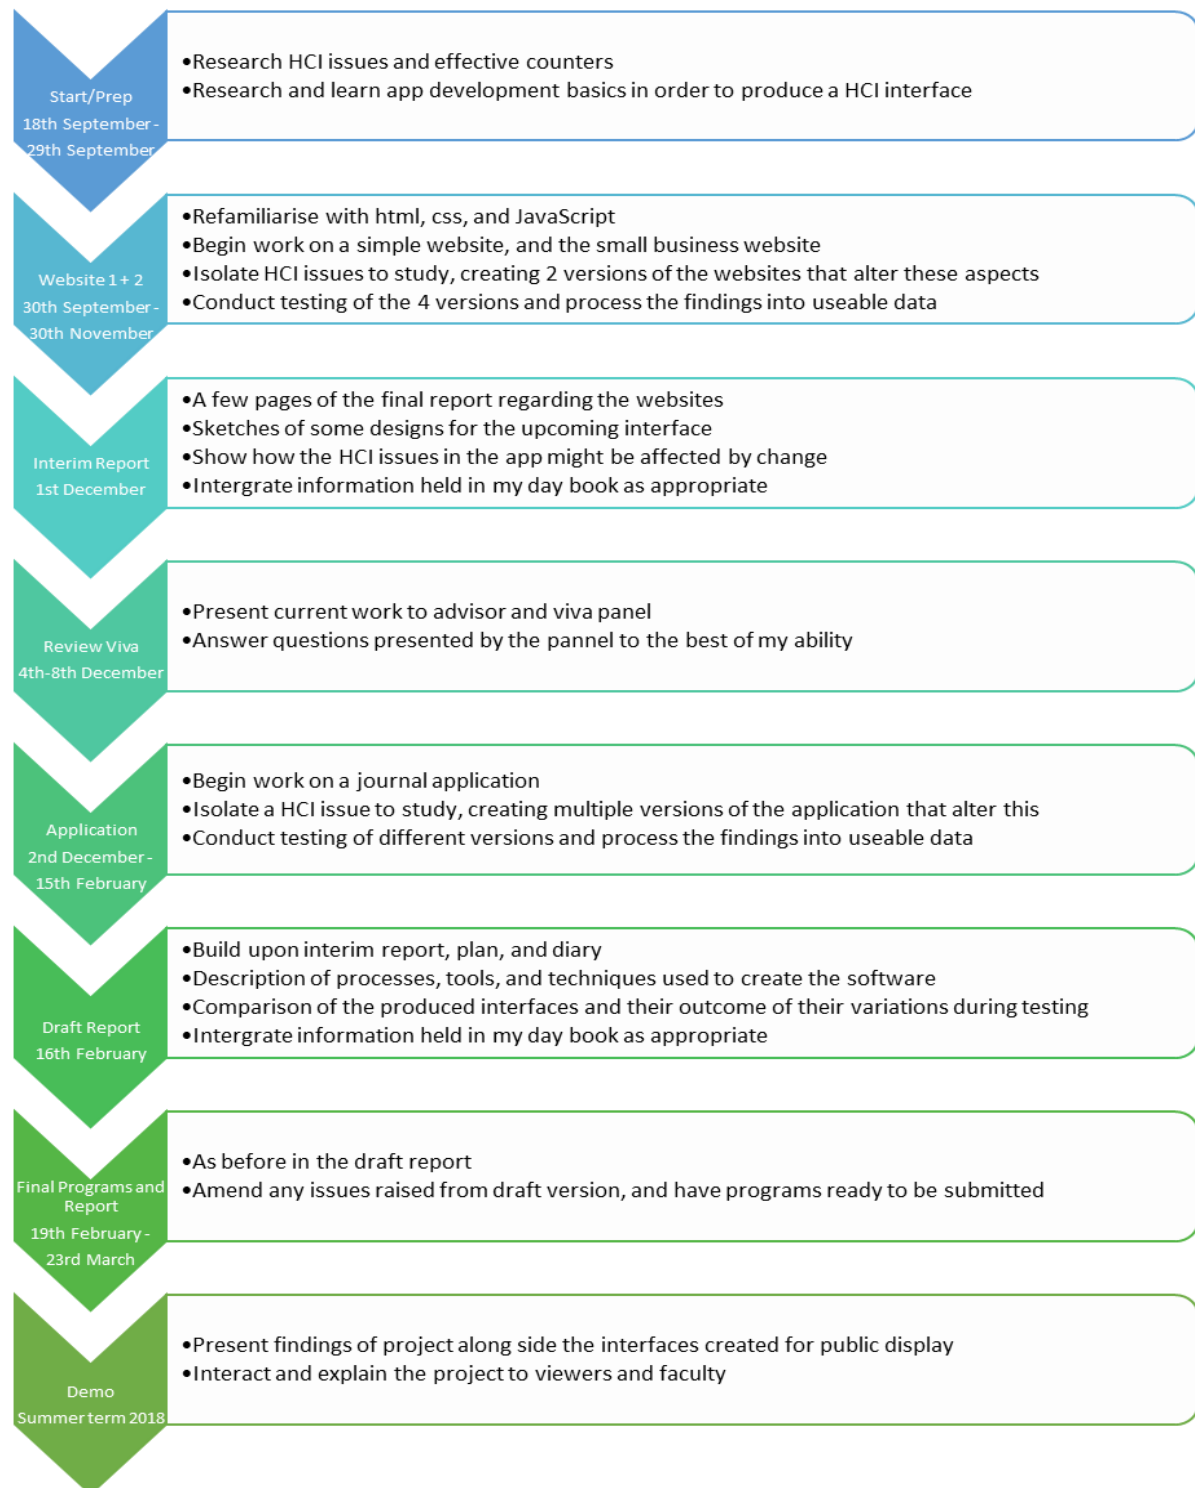 Start/Prep
18th September -
29th September
•Research HCI issues and effective counters
•Research and learn app development basics in order to produce a HCI interface
Website 1 + 2
30th September -
30th November
•Refamiliarise with html, css, and JavaScript
•Begin work on a simple website, and the small business website
•Isolate HCI issues to study, creating 2 versions of the websites that alter these aspects
•Conduct testing of the 4 versions and process the findings into useable data
Interim Report
1st December
•A few pages of the final report regarding the websites
•Sketches of some designs for the upcoming interface
•Show how the HCI issues in the app might be affected by change
•Intergrate information held in my day book as appropriate
Review Viva
4th-8th December
•Present current work to advisor and viva panel
•Answer questions presented by the pannel to the best of my ability
Application
2nd December -
15th February
•Begin work on a journal application
•Isolate a HCI issue to study, creating multiple versions of the application that alter this
•Conduct testing of different versions and process the findings into useable data
Draft Report
16th February
•Build upon interim report, plan, and diary
•Description of processes, tools, and techniques used to create the software
•Comparison of the produced interfaces and their outcome of their variations during testing
•Intergrate information held in my day book as appropriate
Final Programs and
Report
19th February -
23rd March
•As before in the draft report
•Amend any issues raised from draft version, and have programs ready to be submitted
Demo
Summer term 2018
•Present findings of project along side the interfaces created for public display
•Interact and explain the project to viewers and faculty